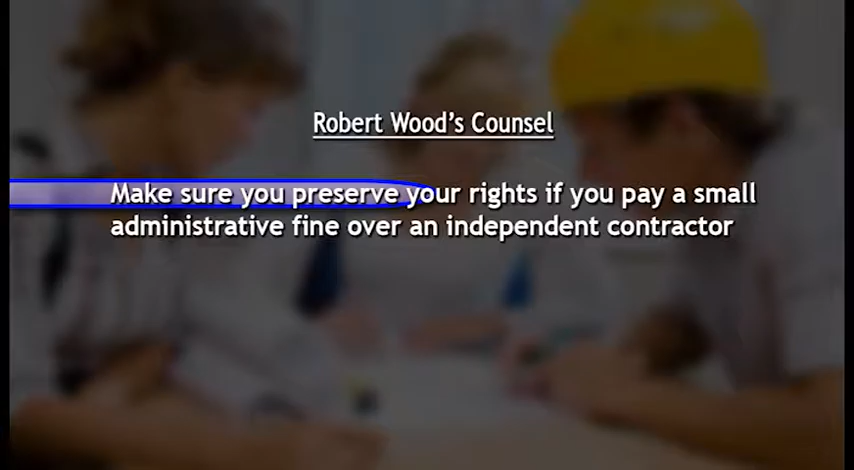 Robert Wood's Counsel
Make sure you preserve your rights if you pay a small
administrative fine over an independent contractor